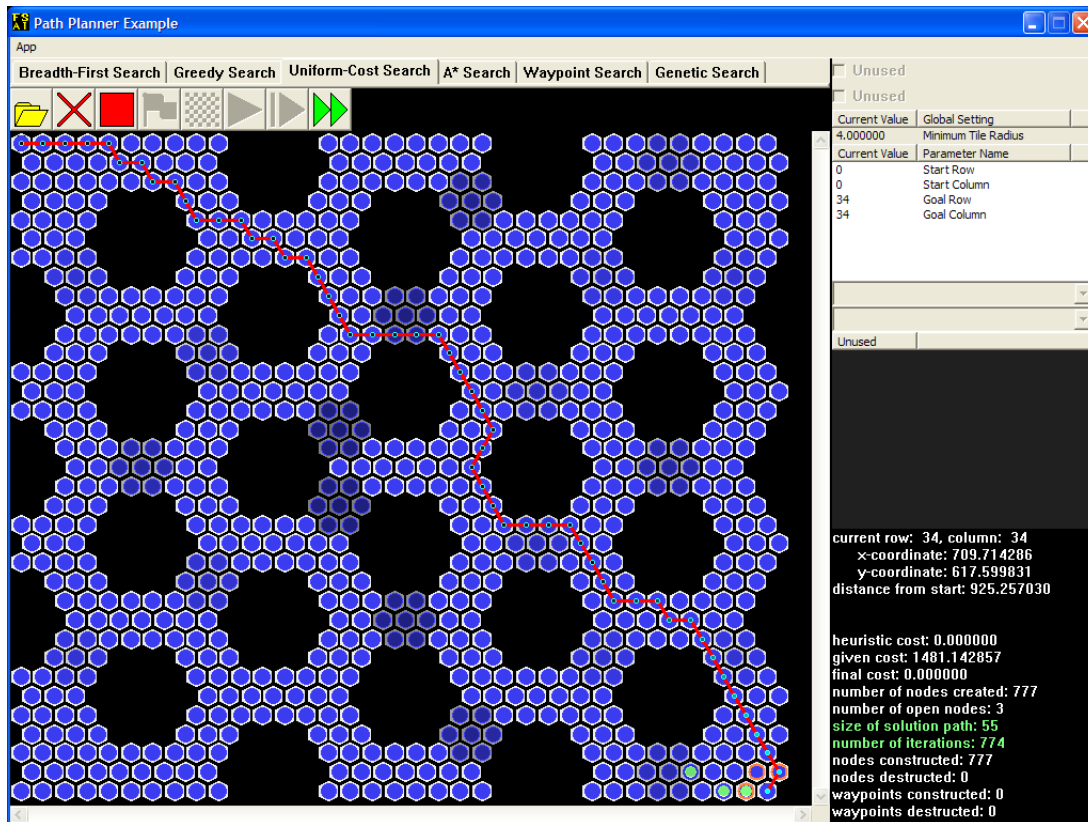 FS
AT
Path Planner Example
App
Breadth-First Search
Greedy Search
Uniform-Cost Search
A* Search
Waypoint Search
Genetic Search
Unused
Unused
Current Value Global Setting
4.000000 Minimum Tile Radius
Current Value Parameter Name
0 Start Row
0 Start Column
34 Goal Row
34 Goal Column
Unused
current row: 34, column: 34
x-coordinate: 709.714286
y-coordinate: 617.599831
distance from start: 925.257030
heuristic cost: 0.000000
given cost: 1481.142857
final cost: 0.000000
number of nodes created: 777
number of open nodes: 3
size of solution path: 55
number of iterations: 774
nodes constructed: 777
nodes destructed: 0
waypoints constructed: 0
waypoints destructed: 0